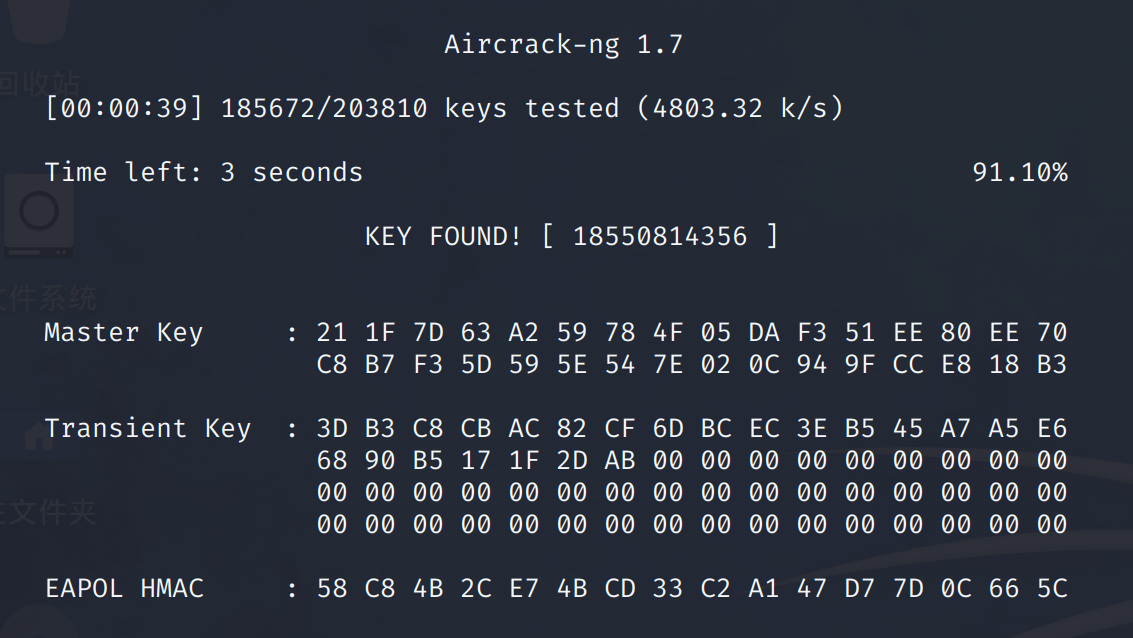 Aircrack-ng 1.7
回收站
[00:00:39] 185672/203810 keys tested (4803.32 k/s)
Time left: 3 seconds 91.10%
KEY FOUND! [ 18550814356 ]
文件系统
Master Key : 21 1F 7D 63 A2 59 78 4F 05 DA F3 51 EE 80 EE 70
C8 B7 F3 5D 59 5E 54 7E 02 0C 94 9F CC E8 18 B3
Transient Key : 3D B3 C8 CB AC 82 CF 6D BC EC 3E B5 45 A7 A5 E6
68 90 B5 17 1F 2D AB 00 00 00 00 00 00 00 00 00
00 00 00 00 00 00 00 00 00 00 00 00 00 00 00 00
主文件夹
00 00 00 00 00 00 00 00 00 00 00 00 00 00 00 00
EAPOL HMAC : 58 C8 4B 2C E7 4B CD 33 C2 A1 47 D7 7D 0C 66 5C